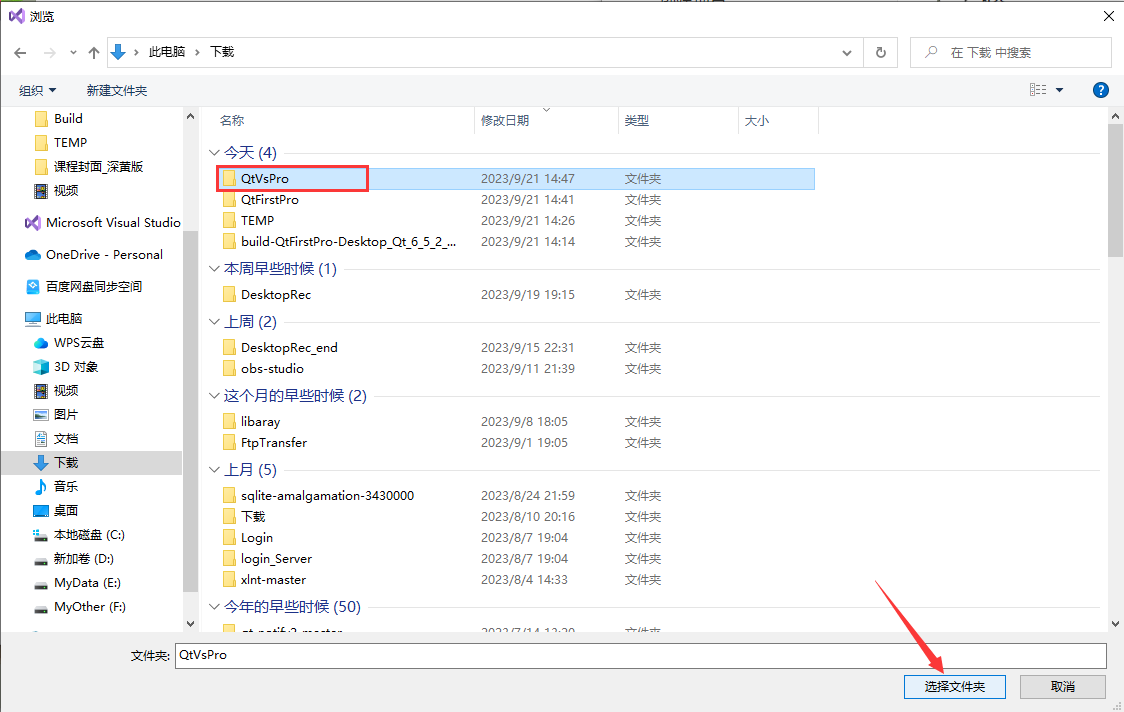 浏览
此电脑 › 下载
在 下载 中搜索
组织 新建文件夹
Build
TEMP
课程封面_深黄版
视频
Microsoft Visual Studio
OneDrive - Personal
百度网盘同步空间
此电脑
WPS云盘
3D 对象
视频
图片
文档
下载
音乐
桌面
本地磁盘 (C:)
新加卷 (D:)
MyData (E:)
MyOther (F:)
名称 修改日期 类型 大小
今天 (4)
QtVsPro 2023/9/21 14:47 文件夹
QtFirstPro 2023/9/21 14:41 文件夹
TEMP 2023/9/21 14:26 文件夹
build-QtFirstPro-Desktop_Qt_6_5_2_... 2023/9/21 14:14 文件夹
本周早些时候 (1)
DesktopRec 2023/9/19 19:15 文件夹
上周 (2)
DesktopRec_end 2023/9/15 22:31 文件夹
obs-studio 2023/9/11 21:39 文件夹
这个月的早些时候 (2)
libaray 2023/9/8 18:05 文件夹
FtpTransfer 2023/9/1 19:05 文件夹
上月 (5)
sqlite-amalgamation-3430000 2023/8/24 21:59 文件夹
下载 2023/8/10 20:16 文件夹
Login 2023/8/7 19:04 文件夹
login_Server 2023/8/7 19:04 文件夹
xlnt-master 2023/8/4 14:33 文件夹
今年的早些时候 (50)
文件夹: QtVsPro
选择文件夹 取消